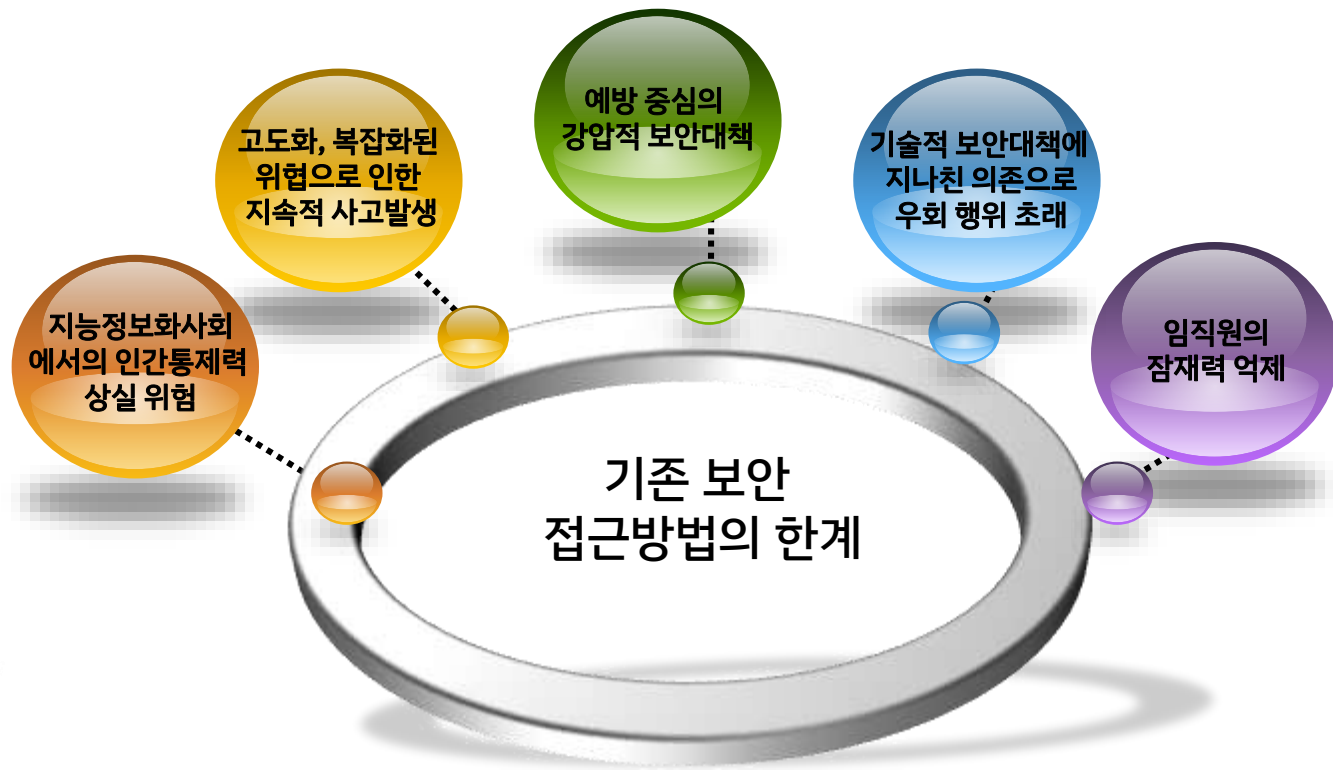 지능정보화사회
에서의 인간통제력
상실 위험
고도화, 복잡화된
위협으로 인한
지속적 사고발생
예방 중심의
강압적 보안대책
기술적 보안대책에
지나친 의존으로
우회 행위 초래
임직원의
잠재력 억제
기존 보안
접근방법의 한계